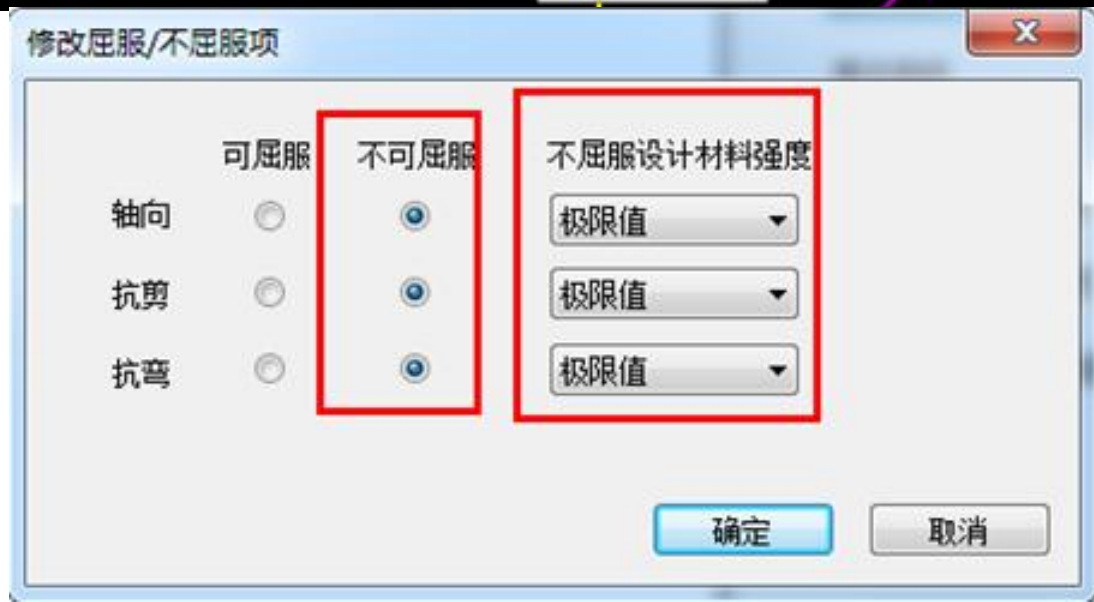 修改屈服/不屈服项
可屈服 不可屈服 不屈服设计材料强度
轴向 极限值
抗剪 极限值
抗弯 极限值
确定 取消